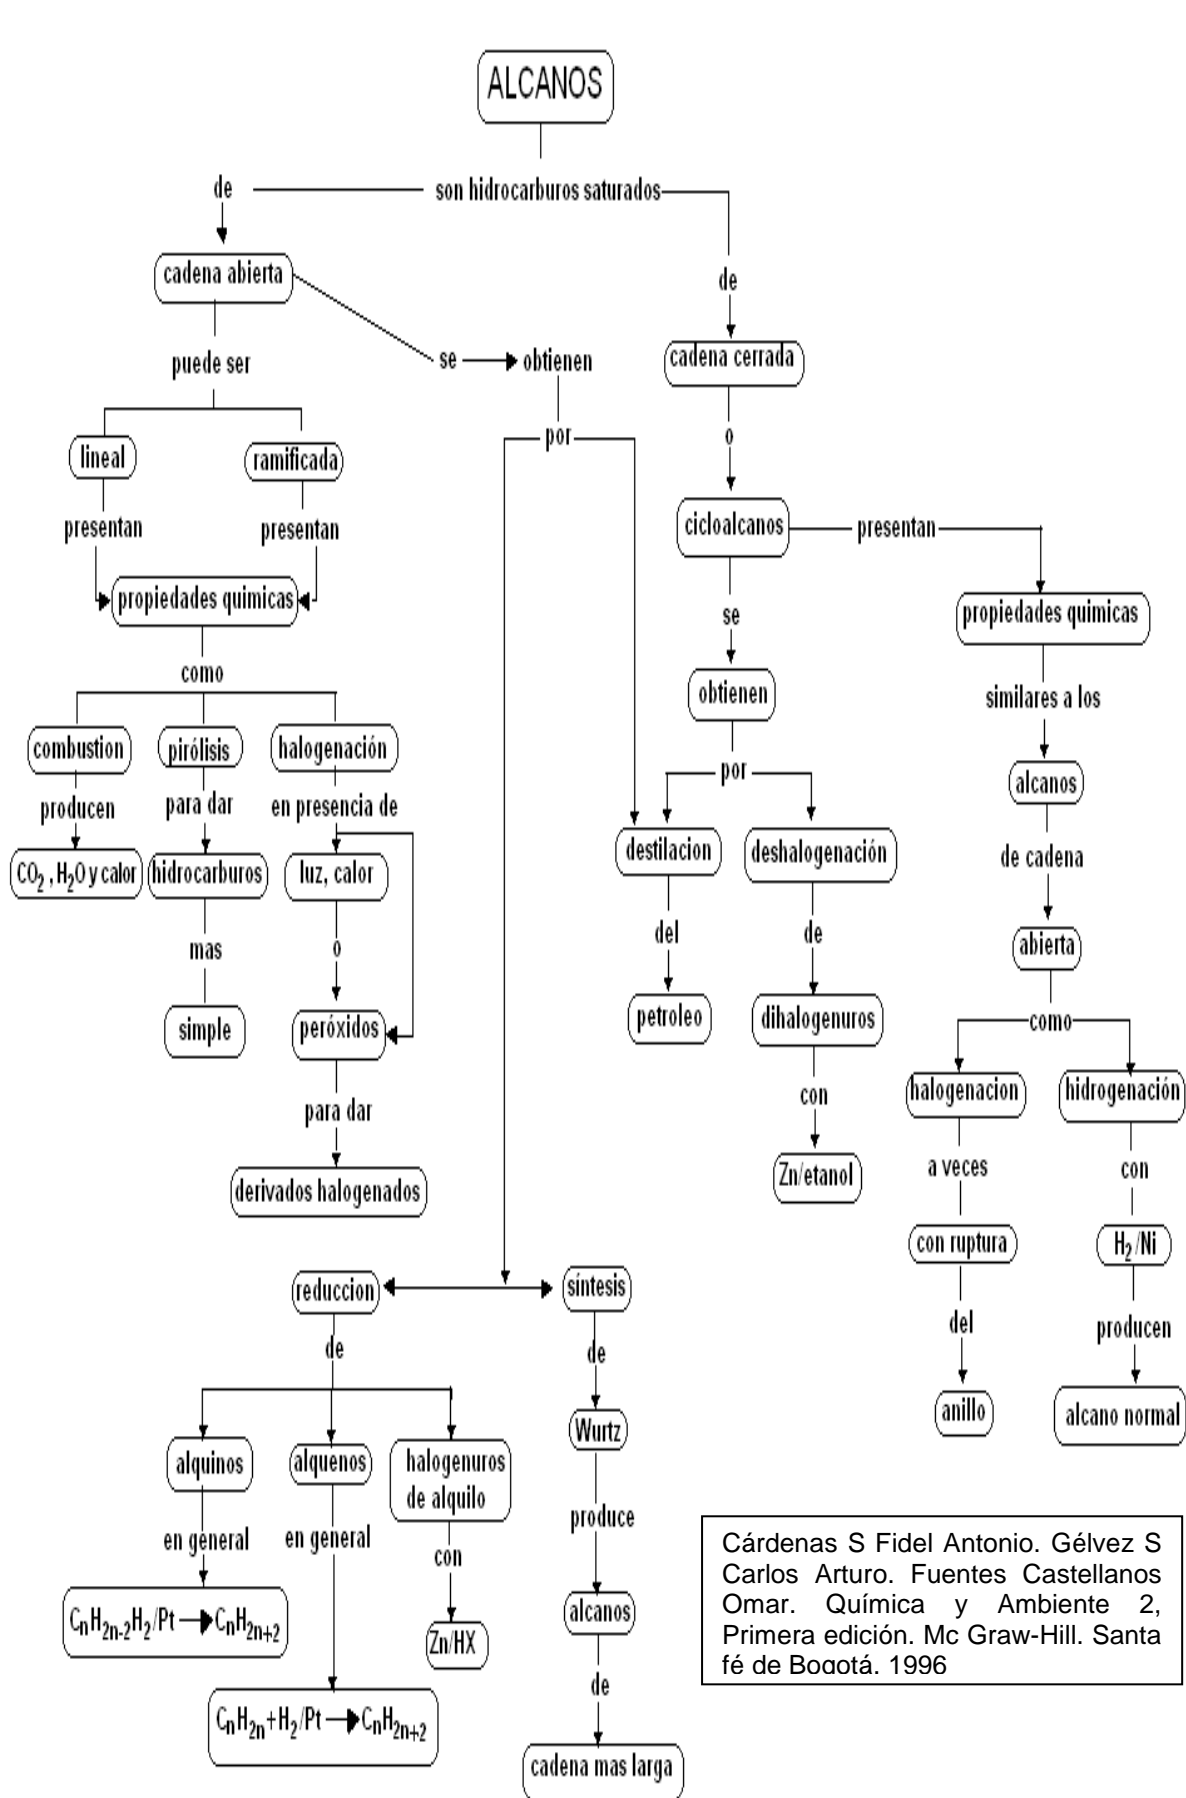 ALCANOS
de
son hidrocarburos saturados
cadena abierta
de
puede ser
se
obtienen
cadena cerrada
lineal
ramificada
por
o
presentan
presentan
cicloalcanos
presentan
propiedades quimicas
se
propiedades quimicas
como
obtienen
similares a los
combustion
pirólisis
halogenación
por
alcanos
producen
para dar
en presencia de
destilacion
deshalogenación
de cadena
CO2 , H2O y calor
hidrocarburos
luz, calor
del
de
abierta
mas
o
petroleo
dihalogenuros
como
simple
peróxidos
con
halogenacion
hidrogenación
para dar
Zn/etanol
a veces
con
derivados halogenados
con ruptura
H2/Ni
reduccion
síntesis
del
producen
de
de
anillo
alcano normal
alquinos
alquenos
halogenuros
de alquilo
Wurtz
en general
en general
con
produce
CnH2n-2H2/Pt → CnH2n+2
Zn/HX
alcanos
CnH2n+H2/Pt → CnH2n+2
de
cadena mas larga
Cárdenas S Fidel Antonio. Gélvez S
Carlos Arturo. Fuentes Castellanos
Omar. Química y Ambiente 2,
Primera edición. Mc Graw-Hill. Santa
fé de Bogotá. 1996